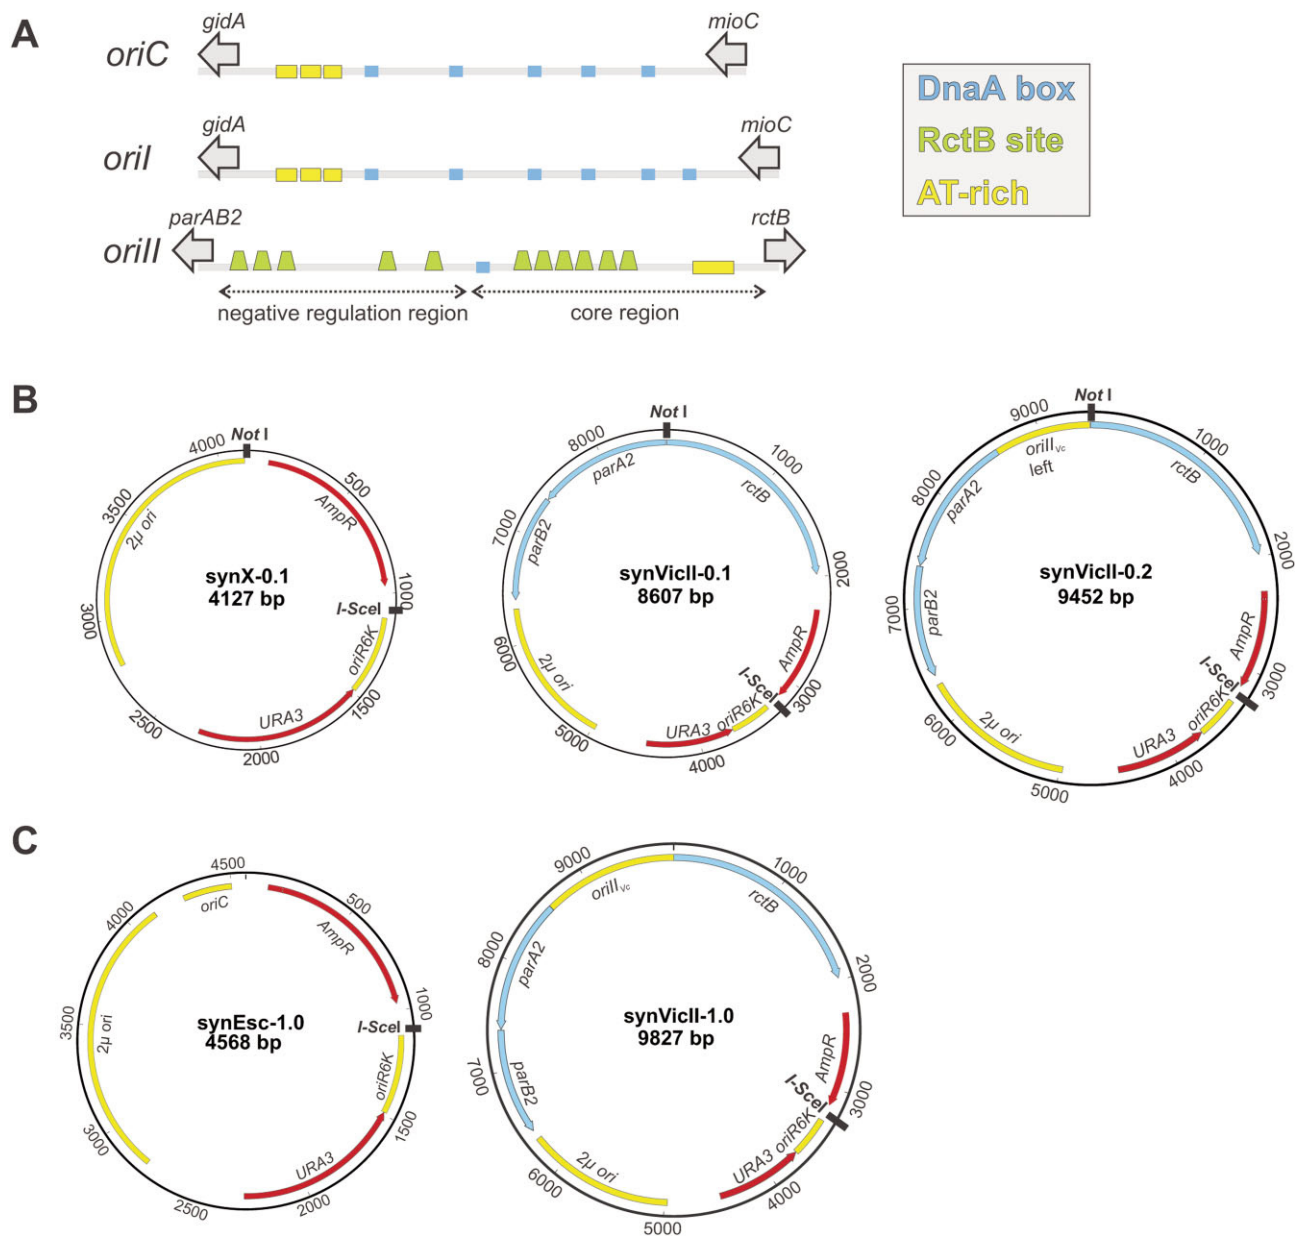 A
gidA
mioC
oriC
gidA
mioC
oriI
parAB2
rctB
oriII
negative regulation region
core region
DnaA box
RctB site
AT-rich
B
Not I
4000
500
3500
AmpR
2μ ori
synX-0.1
4127 bp
1000
I-SceI
3000
oriR6K
1500
URA3
2500
2000
Not I
8000
parA2
1000
rctB
7000
parB2
synVicII-0.1
8607 bp
2000
6000
2μ ori
AmpR
I-SceI
3000
URA3
oriR6K
5000
4000
Not I
9000
oriII Vc
left
1000
rctB
8000
parA2
2000
synVicII-0.2
9452 bp
7000
parB2
AmpR
I-SceI
3000
6000
2μ ori
oriR6K
URA3
4000
5000
C
4500
oriC
4000
500
AmpR
3500
2μ ori
synEsc-1.0
4568 bp
1000
I-SceI
oriR6K
3000
1500
URA3
2500
2000
9000
oriII Vc
1000
rctB
8000
parA2
2000
synVicII-1.0
9827 bp
7000
parB2
AmpR
I-SceI
3000
6000
2μ ori
URA3
oriR6K
4000
5000